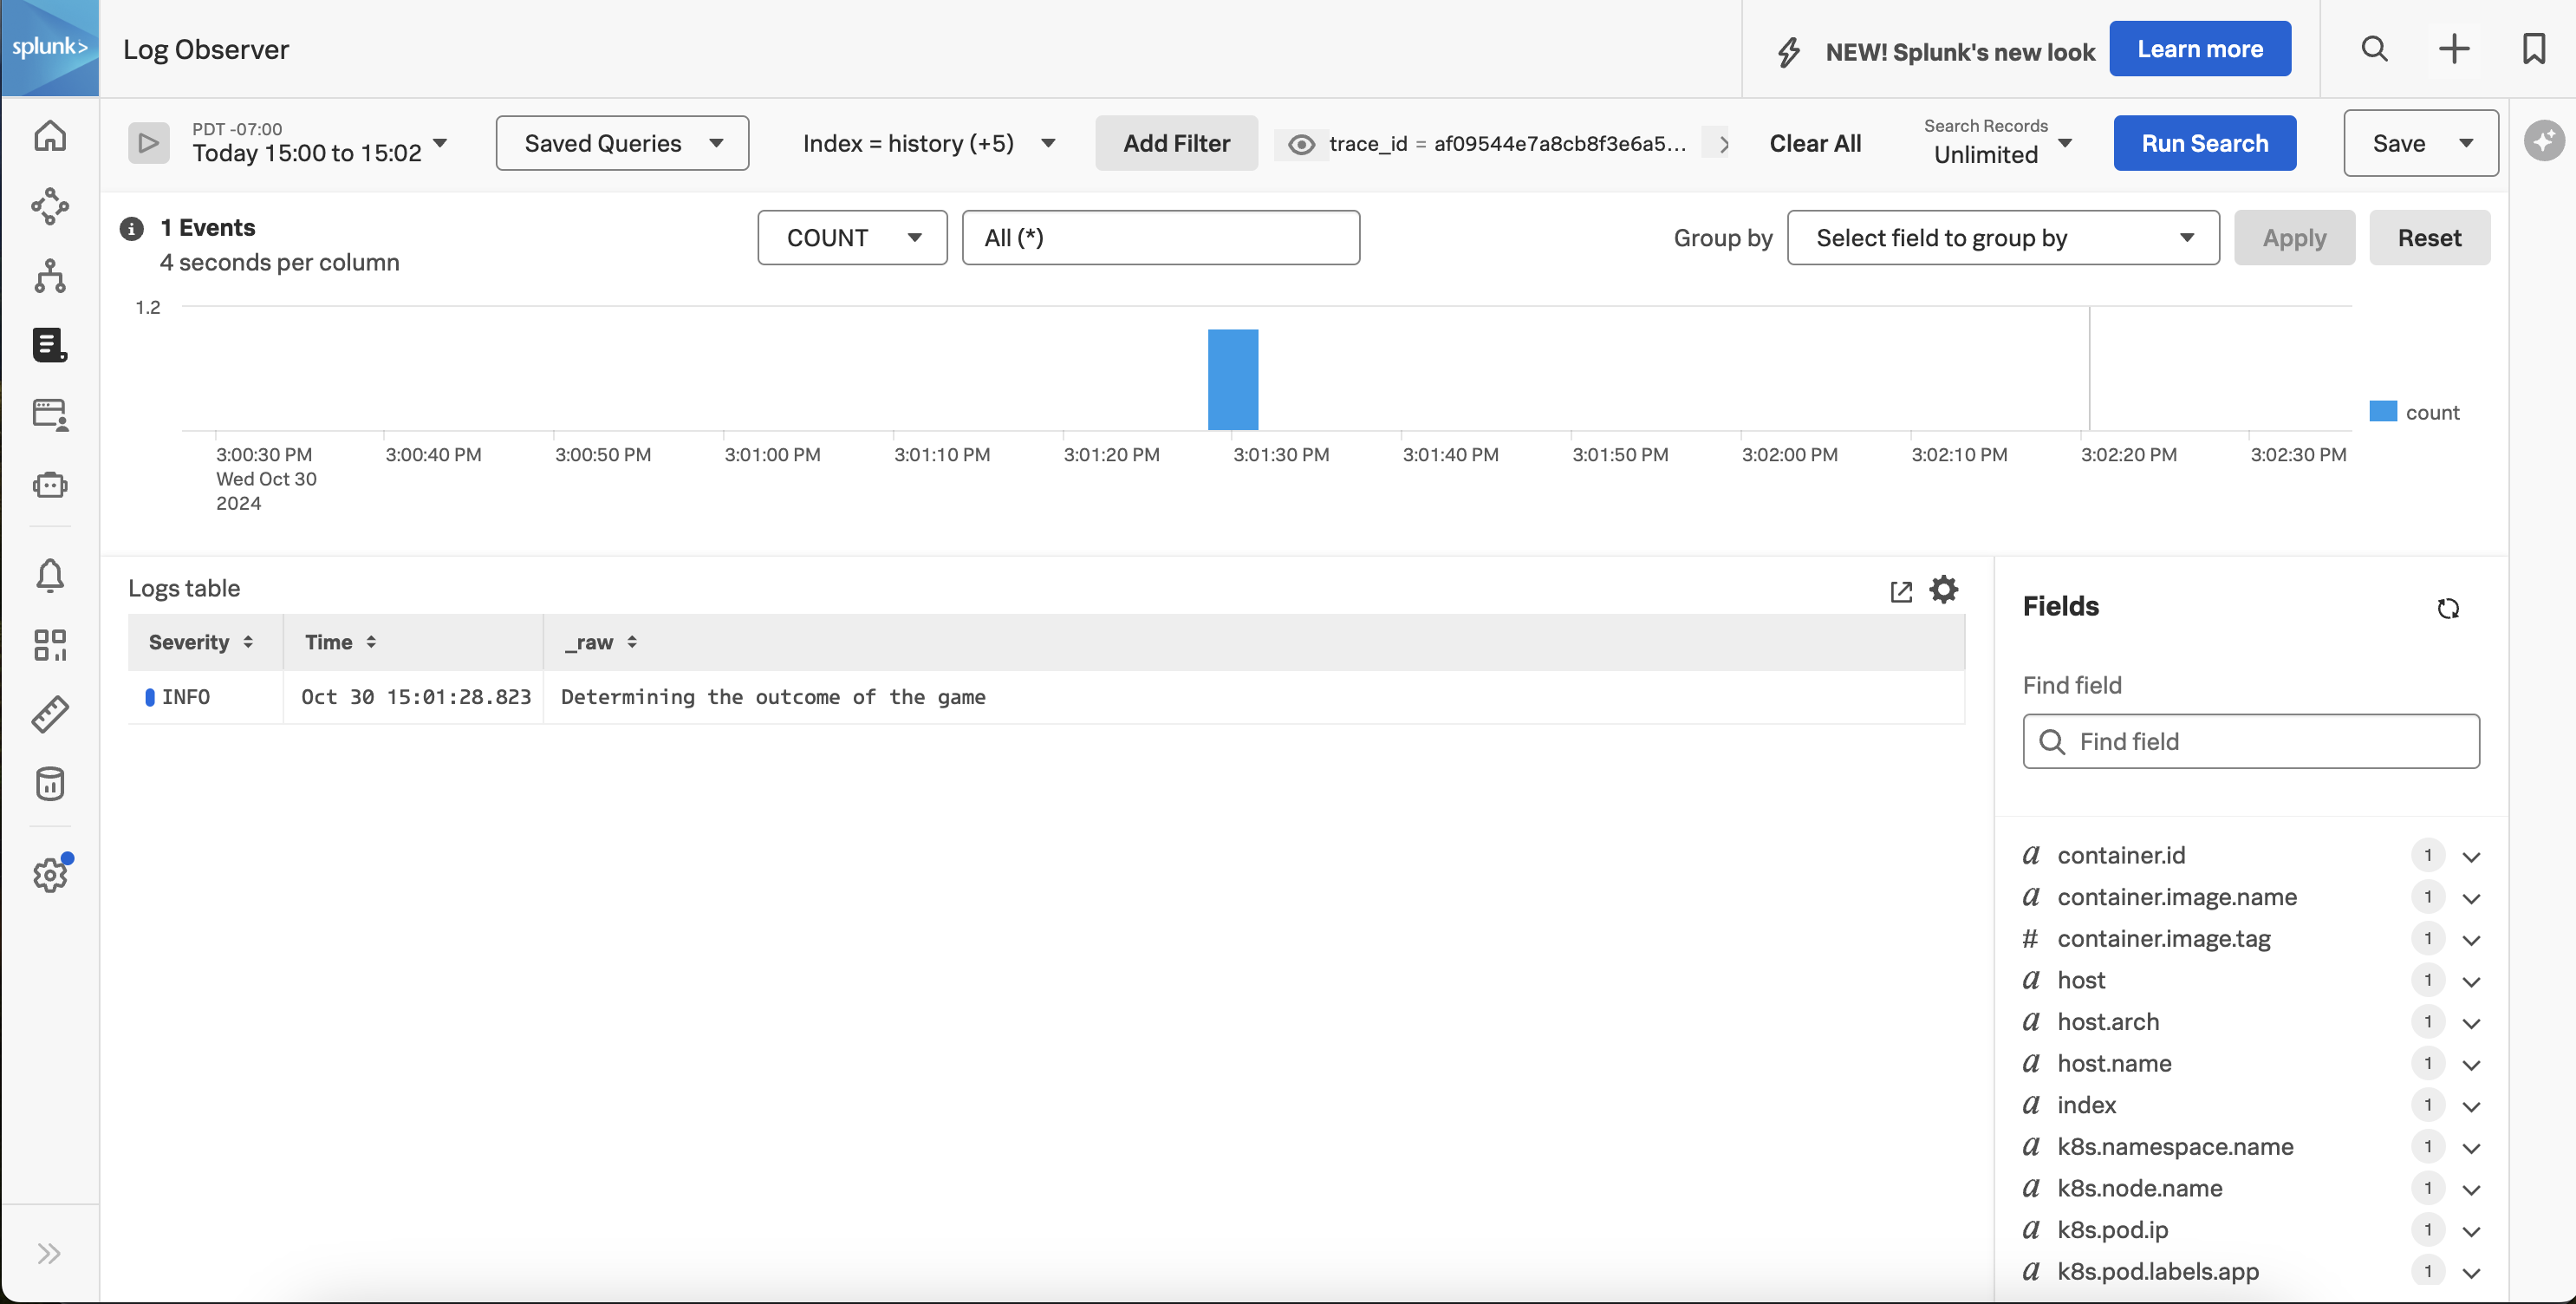 splunk>
Log Observer
NEW! Splunk's new look
Learn more
PDT -07:00
Today 15:00 to 15:02
Saved Queries
Index = history (+5)
Add Filter
trace_id = af09544e7a8cb8f3e6a5...
Clear All
Search Records
Unlimited
Run Search
Save
1 Events
4 seconds per column
COUNT
All (*)
Group by
Select field to group by
Apply
Reset
1.2
3:00:30 PM 3:00:40 PM 3:00:50 PM 3:01:00 PM 3:01:10 PM 3:01:20 PM 3:01:30 PM 3:01:40 PM 3:01:50 PM 3:02:00 PM 3:02:10 PM 3:02:20 PM 3:02:30 PM
Wed Oct 30
2024
count
Logs table
Severity Time _raw
INFO Oct 30 15:01:28.823 Determining the outcome of the game
Fields
Find field
Find field
a container.id 1
a container.image.name 1
# container.image.tag 1
a host 1
a host.arch 1
a host.name 1
a index 1
a k8s.namespace.name 1
a k8s.node.name 1
a k8s.pod.ip 1
a k8s.pod.labels.app 1